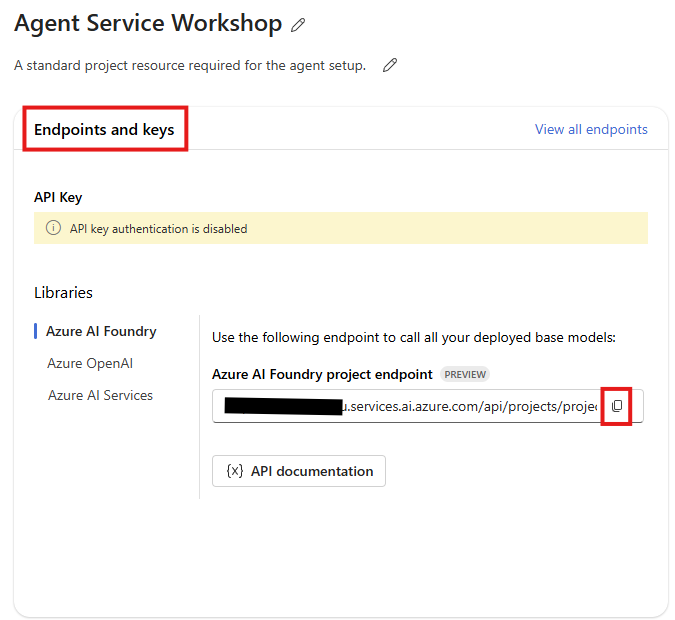 Agent Service Workshop
A standard project resource required for the agent setup.
Endpoints and keys
View all endpoints
API Key
API key authentication is disabled
Libraries
Azure AI Foundry
Azure OpenAI
Azure AI Services
Use the following endpoint to call all your deployed base models:
Azure AI Foundry project endpoint PREVIEW
.services.ai.azure.com/api/projects/projec
{x} API documentation